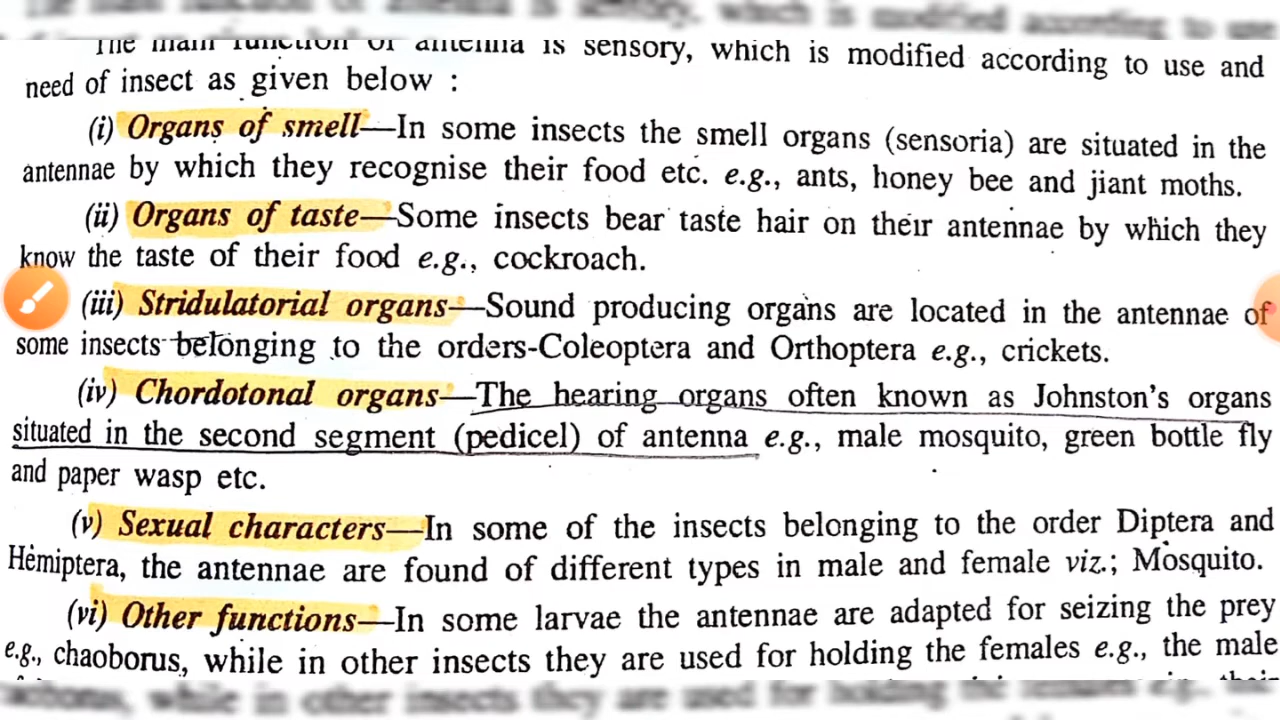 The main function of antenna is sensory, which is modified according to use and
need of insect as given below :
(i) Organs of smell—In some insects the smell organs (sensoria) are situated in the
antennae by which they recognise their food etc. e.g., ants, honey bee and jiant moths.
(ii) Organs of taste—Some insects bear taste hair on their antennae by which they
know the taste of their food e.g., cockroach.
(iii) Stridulatorial organs—Sound producing organs are located in the antennae of
some insects belonging to the orders-Coleoptera and Orthoptera e.g., crickets.
(iv) Chordotonal organs—The hearing organs often known as Johnston's organs
situated in the second segment (pedicel) of antenna e.g., male mosquito, green bottle fly
and paper wasp etc.
(v) Sexual characters—In some of the insects belonging to the order Diptera and
Hemiptera, the antennae are found of different types in male and female viz.; Mosquito.
(vi) Other functions—In some larvae the antennae are adapted for seizing the prey
e.g., chaoborus, while in other insects they are used for holding the females e.g., the male